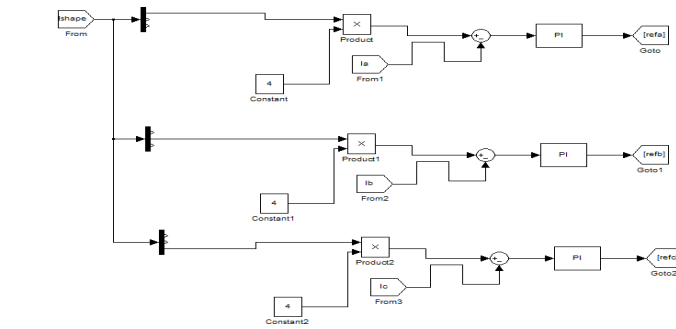 Ishape
From
×
Product
4
Constant
Ia
From1
PI
[refa]
Goto
×
Product1
4
Constant1
Ib
From2
PI
[refb]
Goto1
×
Product2
4
Constant2
Ic
From3
PI
[refc
Goto2